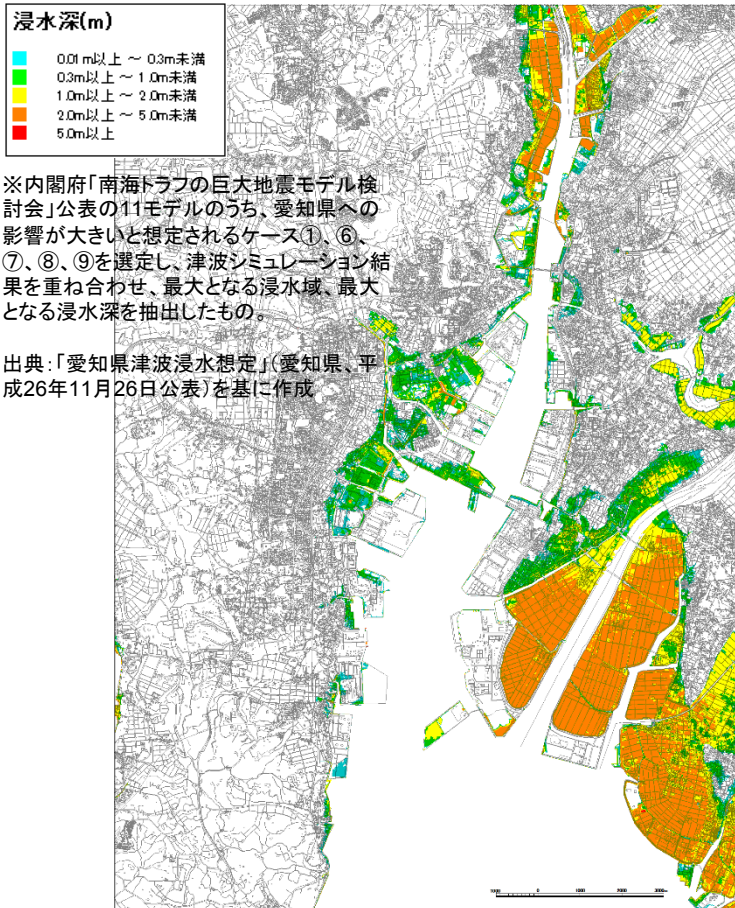 浸水深(m)
0.01m以上 ～ 0.3m未満
0.3m以上 ～ 1.0m未満
1.0m以上 ～ 2.0m未満
2.0m以上 ～ 5.0m未満
5.0m以上
※内閣府「南海トラフの巨大地震モデル検
討会」公表の11モデルのうち、愛知県への
影響が大きいと想定されるケース①、⑥、
⑦、⑧、⑨を選定し、津波シミュレーション結
果を重ね合わせ、最大となる浸水域、最大
となる浸水深を抽出したもの。
出典：「愛知県津波浸水想定」（愛知県、平
成26年11月26日公表）を基に作成
1000 0 1000 2000 3000m